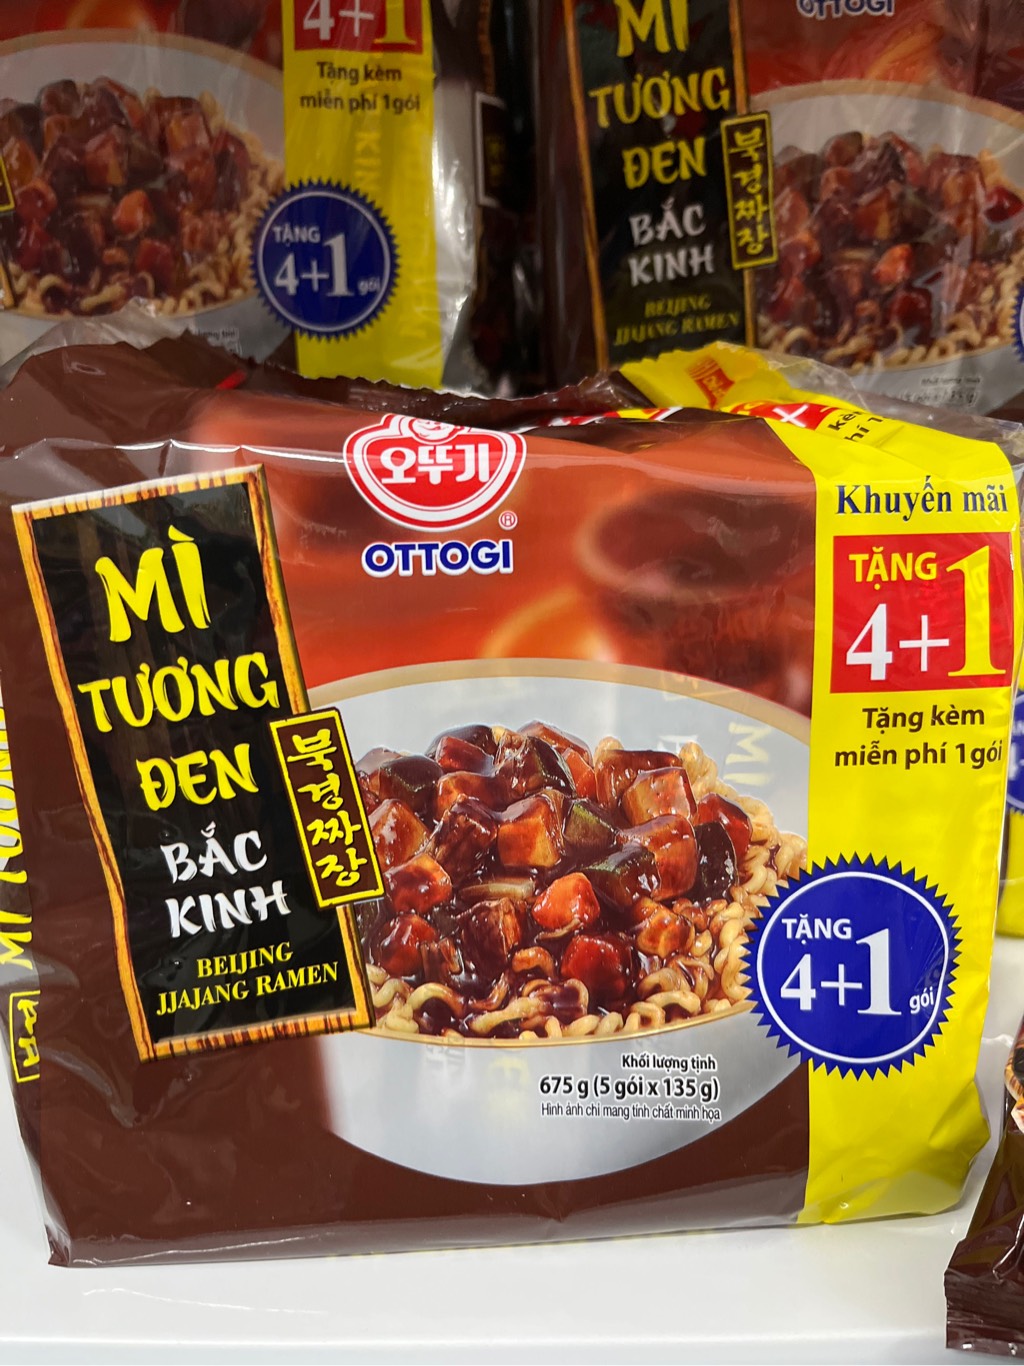 4+1
Tặng kèm
miễn phí 1gói
TẶNG
4+1
gói
MÌ
TƯƠNG
ĐEN
BẮC
KINH
BEIJING
JJAJANG RAMEN
북경짜장
OTTOGI
오뚜기
®
OTTOGI
MÌ
TƯƠNG
ĐEN
BẮC
KINH
BEIJING
JJAJANG RAMEN
북경짜장
Khuyến mãi
TẶNG
4+1
Tặng kèm
miễn phí 1gói
TẶNG
4+1
gói
Khối lượng tịnh
675 g (5 gói x 135 g)
Hình ảnh chỉ mang tính chất minh họa